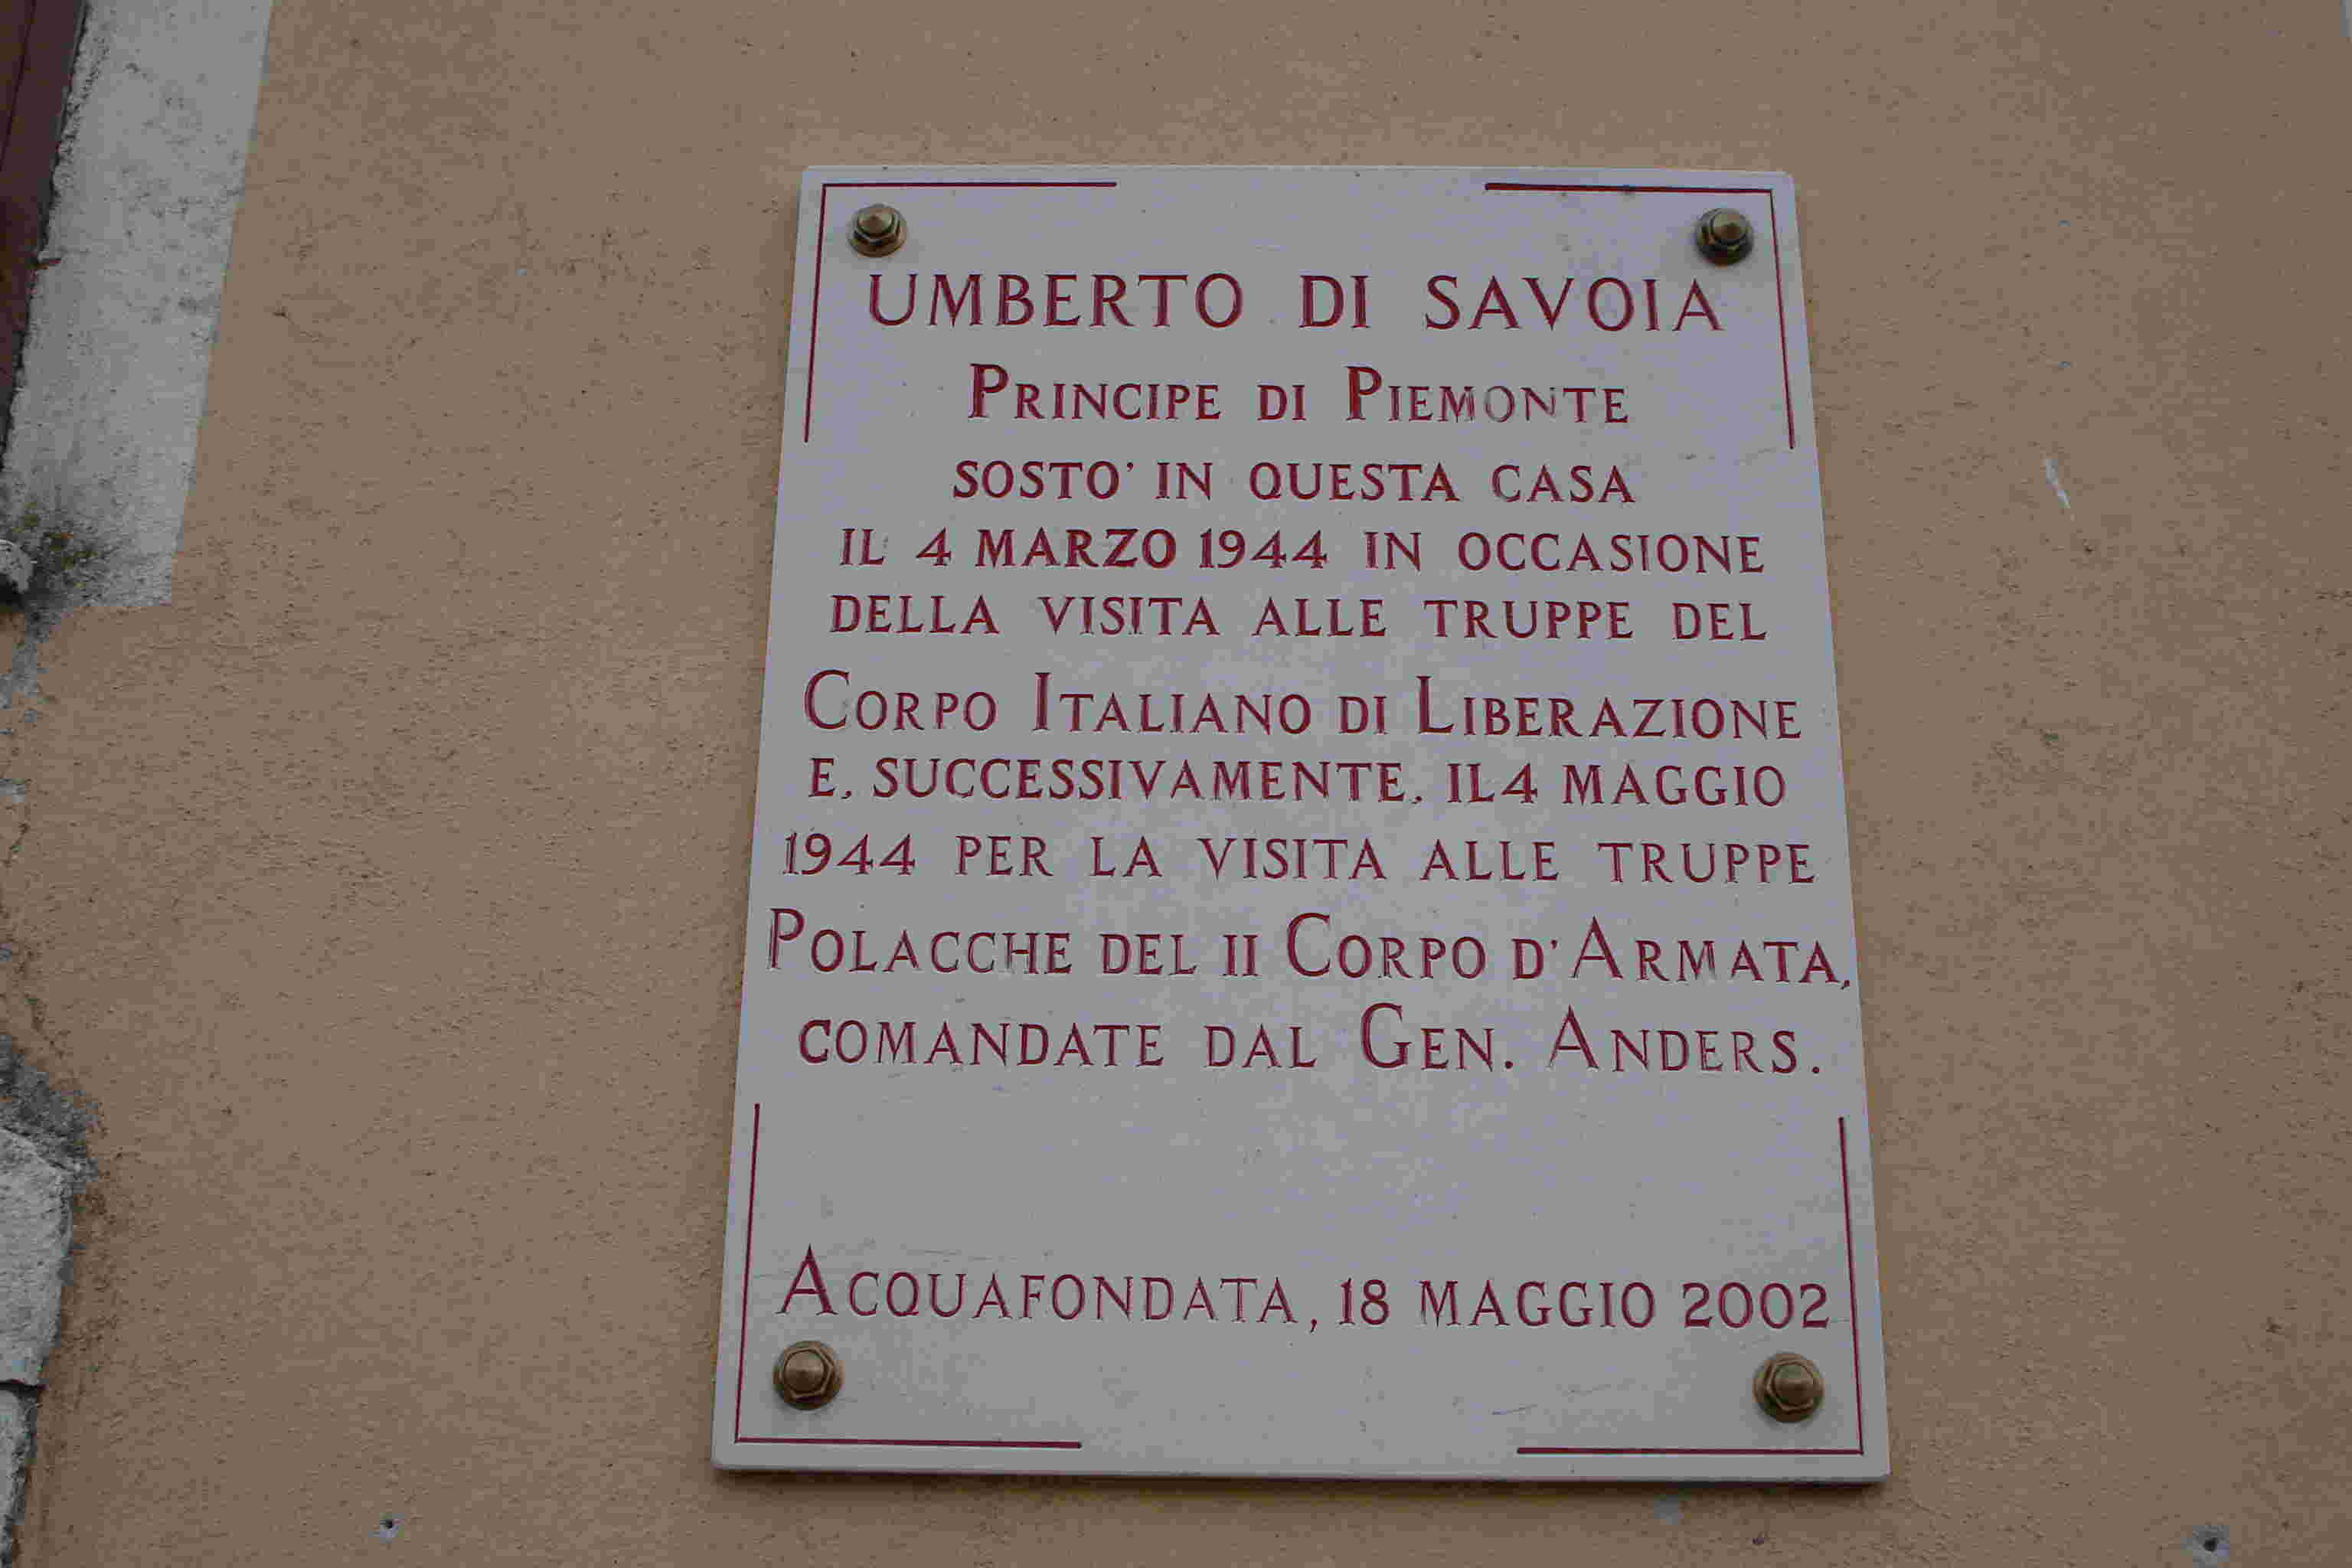 UMBERTO DI SAVOIA
PRINCIPE DI PIEMONTE
SOSTO' IN QUESTA CASA
IL 4 MARZO 1944 IN OCCASIONE
DELLA VISITA ALLE TRUPPE DEL
CORPO ITALIANO DI LIBERAZIONE
E, SUCCESSIVAMENTE, IL 4 MAGGIO
1944 PER LA VISITA ALLE TRUPPE
POLACCHE DEL II CORPO D'ARMATA,
COMANDATE DAL GEN. ANDERS.
ACQUAFONDATA, 18 MAGGIO 2002